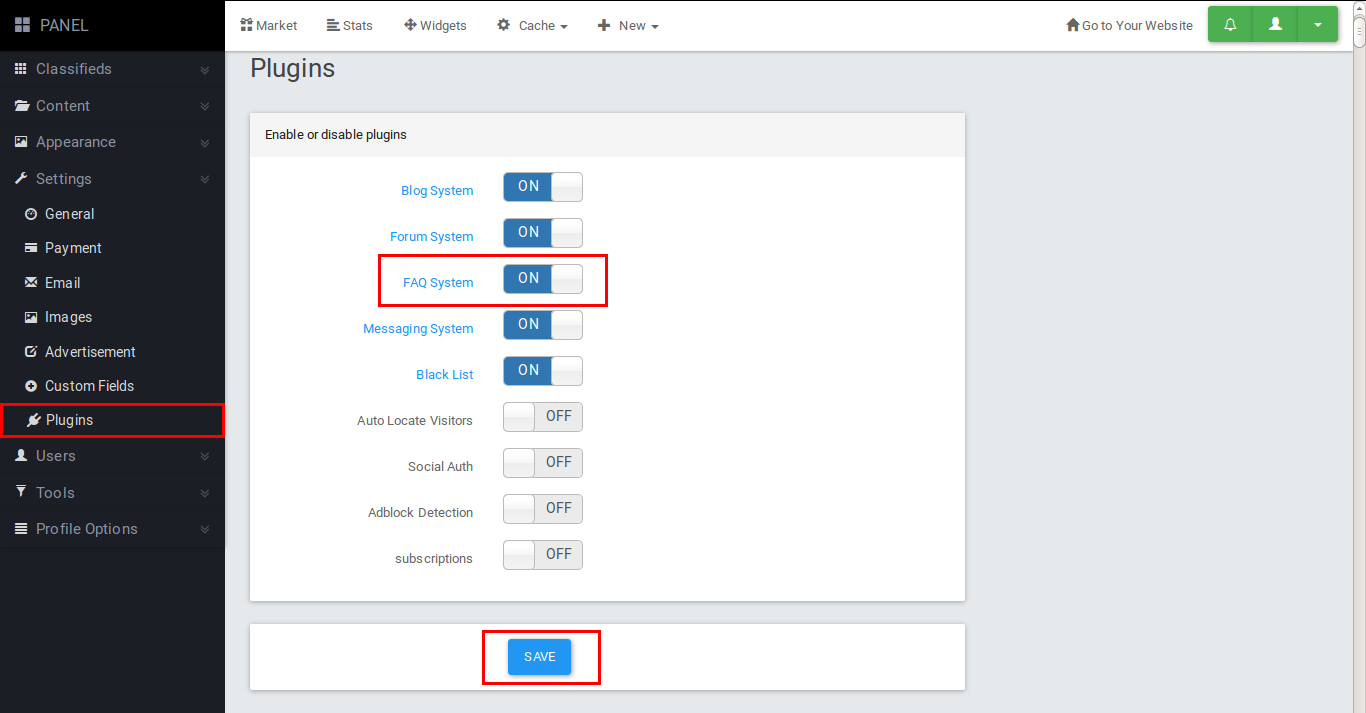 PANEL
Market Stats Widgets Cache New Go to Your Website
Classifieds
Content
Appearance
Settings
General
Payment
Email
Images
Advertisement
Custom Fields
Plugins
Users
Tools
Profile Options
Plugins
Enable or disable plugins
Blog System ON
Forum System ON
FAQ System ON
Messaging System ON
Black List ON
Auto Locate Visitors OFF
Social Auth OFF
Adblock Detection OFF
subscriptions OFF
SAVE